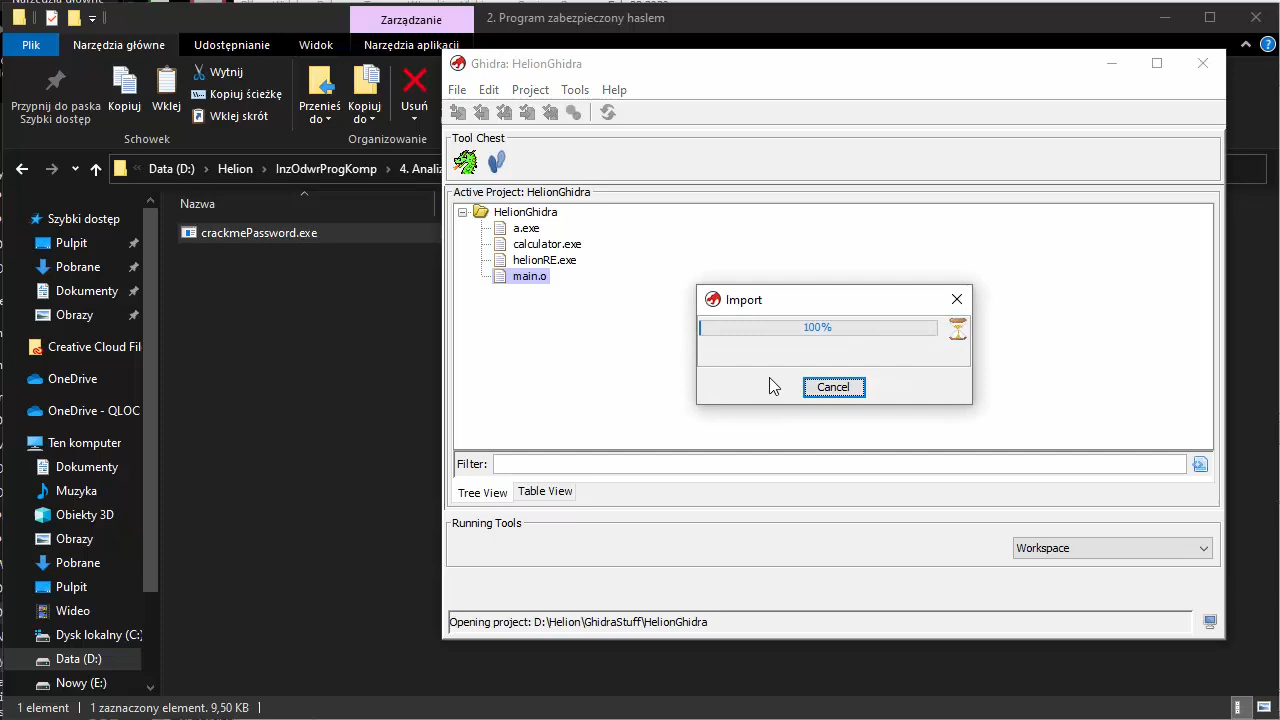 Zarządzanie
2. Program zabezpieczony haslem
Plik
Narzędzia główne
Udostępnianie
Widok
Narzędzia aplikacji
Przypnij do paska
Szybki dostęp
Kopiuj
Wklej
Wytnij
Kopiuj ścieżkę
Wklej skrót
Przenieś
do
Kopiuj
do
Usuń
Schowek
Organizowanie
Data (D:)
Helion
InzOdwrProgKomp
4. Analiz
Szybki dostęp
Pulpit
Pobrane
Dokumenty
Obrazy
Creative Cloud Fil
OneDrive
OneDrive - QLOC
Ten komputer
Dokumenty
Muzyka
Obiekty 3D
Obrazy
Pobrane
Pulpit
Wideo
Dysk lokalny (C:)
Data (D:)
Nowy (E:)
Nazwa
crackmePassword.exe
1 element
1 zaznaczony element. 9,50 KB
Ghidra: HelionGhidra
File Edit Project Tools Help
Tool Chest
Active Project: HelionGhidra
HelionGhidra
a.exe
calculator.exe
helionRE.exe
main.o
Import
100%
Cancel
Filter:
Tree View
Table View
Running Tools
Workspace
Opening project: D:\Helion\GhidraStuff\HelionGhidra